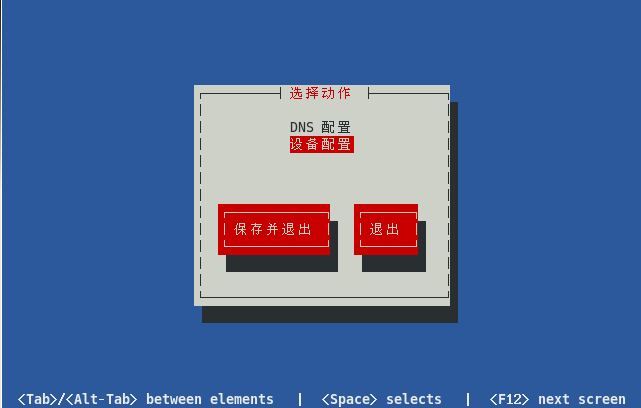 选择动作
DNS 配置
设备配置
保存并退出 退出
<Tab>/<Alt-Tab> between elements | <Space> selects | <F12> next screen